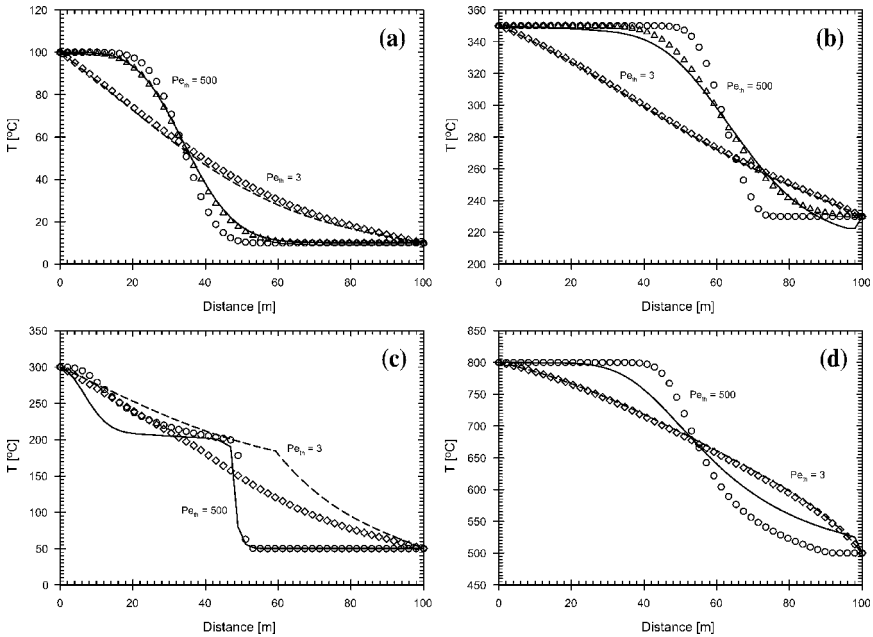 120
100
80
60
40
20
0
T [ºC]
(a)
Pe_th = 500
Pe_th = 3
0 20 40 60 80 100
Distance [m]
360
340
320
300
280
260
240
220
200
T [ºC]
(b)
Pe_th = 3
Pe_th = 500
0 20 40 60 80 100
Distance [m]
350
300
250
200
150
100
50
0
T [ºC]
(c)
Pe_th = 3
Pe_th = 500
0 20 40 60 80 100
Distance [m]
850
800
750
700
650
600
550
500
450
T [ºC]
(d)
Pe_th = 500
Pe_th = 3
0 20 40 60 80 100
Distance [m]